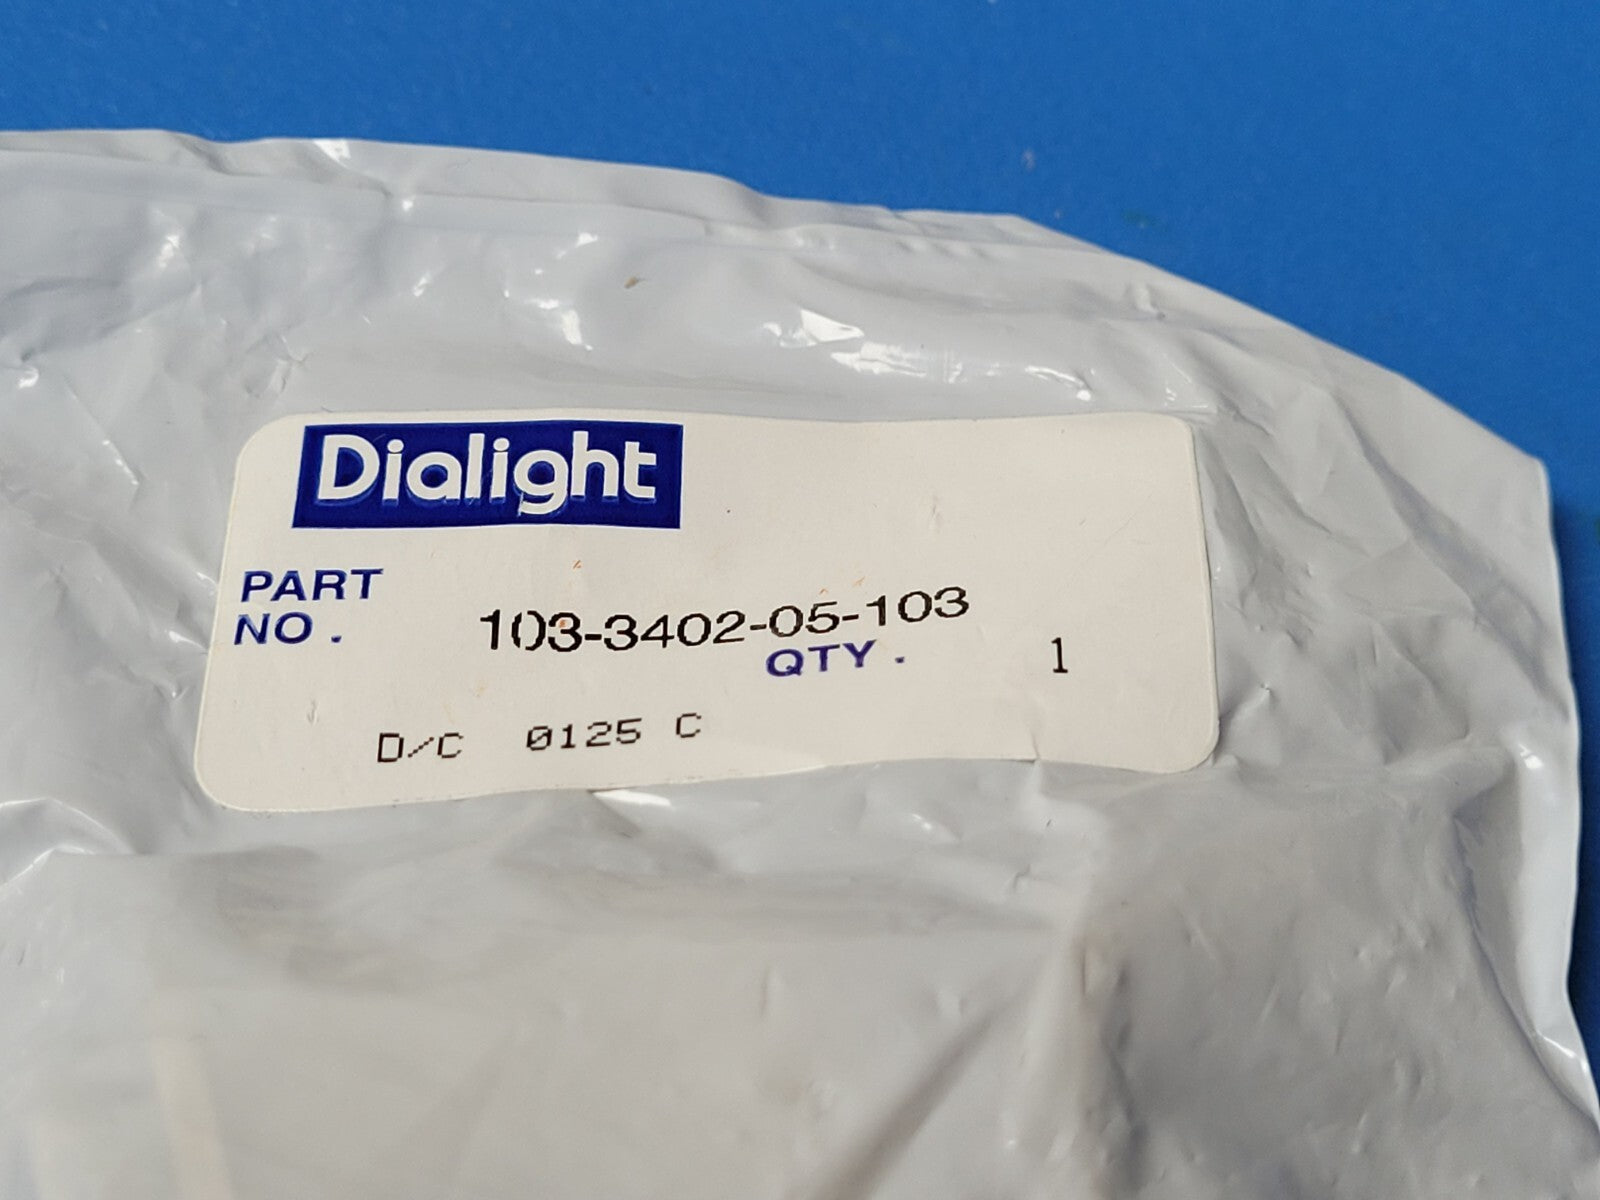 Dialight
PART
NO. 103-3402-05-103
QTY. 1
D/C 0125 C